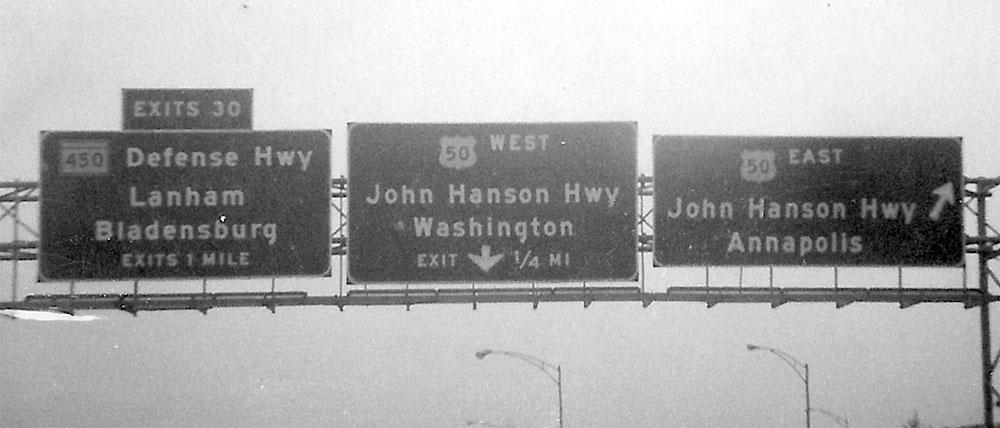 EXITS 30
450 Defense Hwy
Lanham
Bladensburg
EXITS 1 MILE
50 WEST
John Hanson Hwy
Washington
EXIT 1/4 MI
50 EAST
John Hanson Hwy
Annapolis